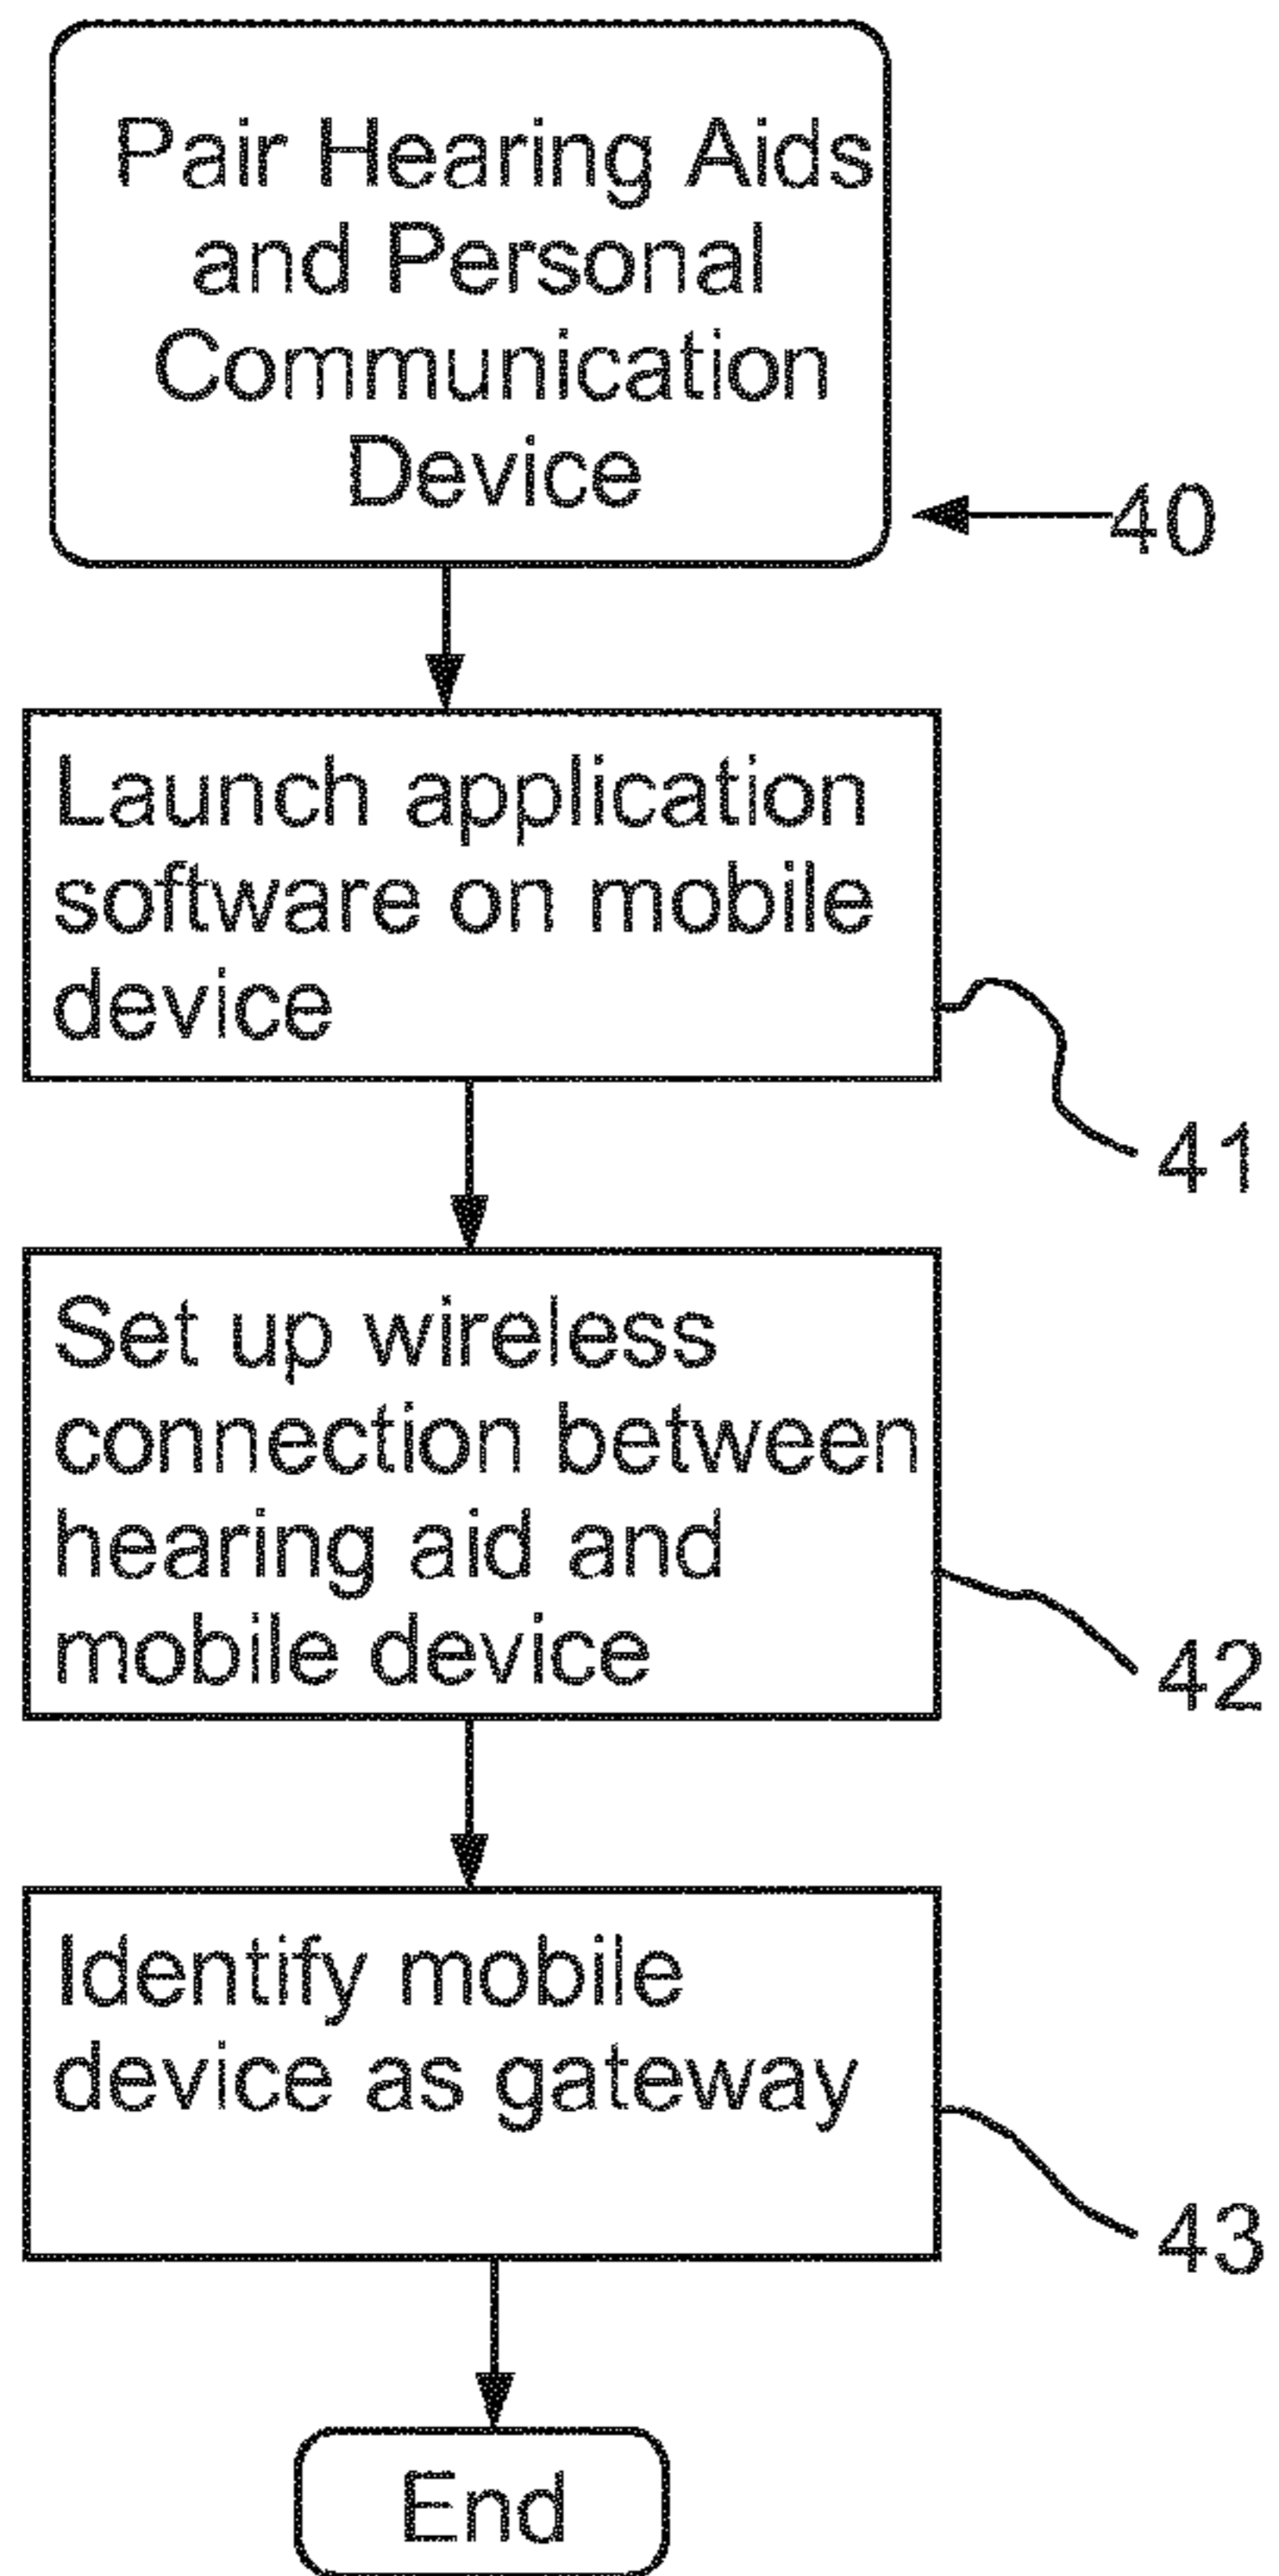 Pair Hearing Aids
and Personal
Communication
Device
40
Launch application
software on mobile
device
41
Set up wireless
connection between
hearing aid and
mobile device
42
Identify mobile
device as gateway
43
End